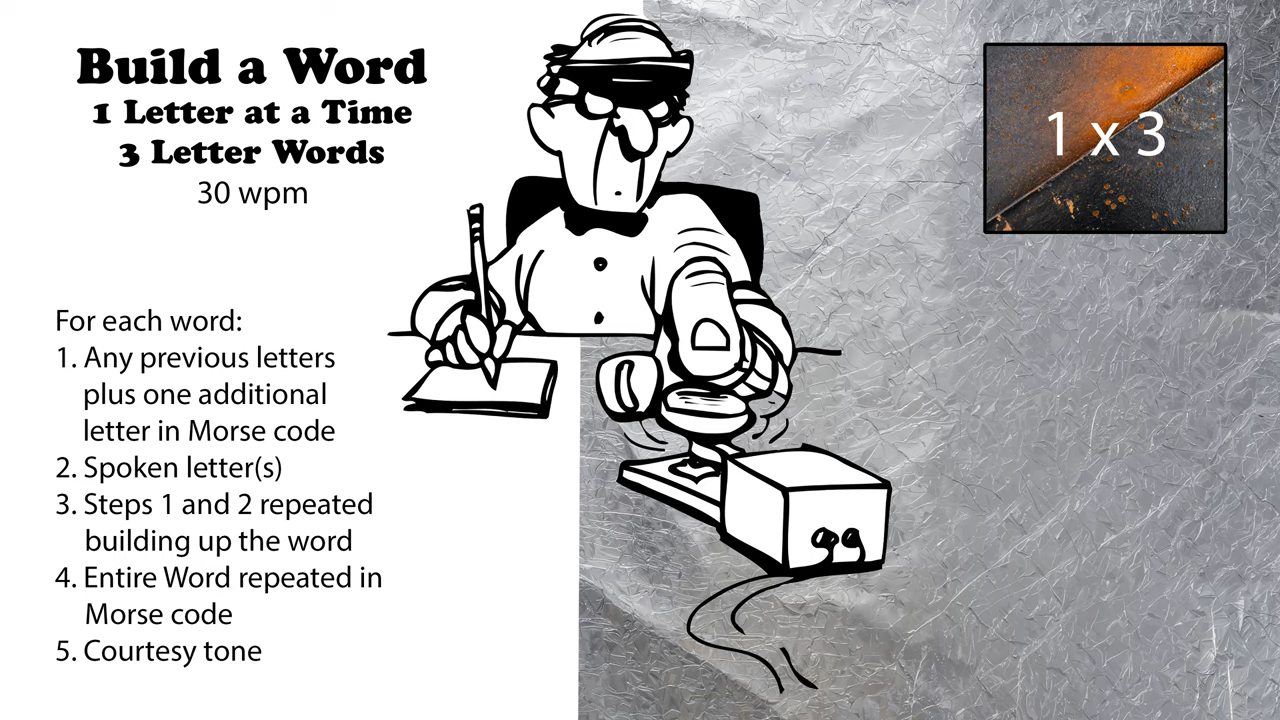 Build a Word
1 Letter at a Time
3 Letter Words
30 wpm
1 x 3
For each word:
1. Any previous letters
plus one additional
letter in Morse code
2. Spoken letter(s)
3. Steps 1 and 2 repeated
building up the word
4. Entire Word repeated in
Morse code
5. Courtesy tone